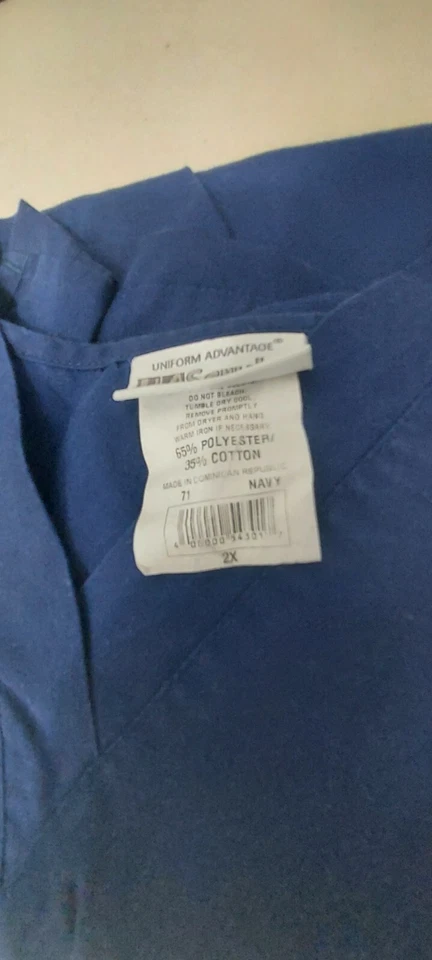 UNIFORM ADVANTAGE®
DO NOT BLEACH
TUMBLE DRY COOL
REMOVE PROMPTLY
FROM DRYER AND HANG
WARM IRON IF NECESSARY
65% POLYESTER/
35% COTTON
MADE IN DOMINICAN REPUBLIC
71 NAVY
2X